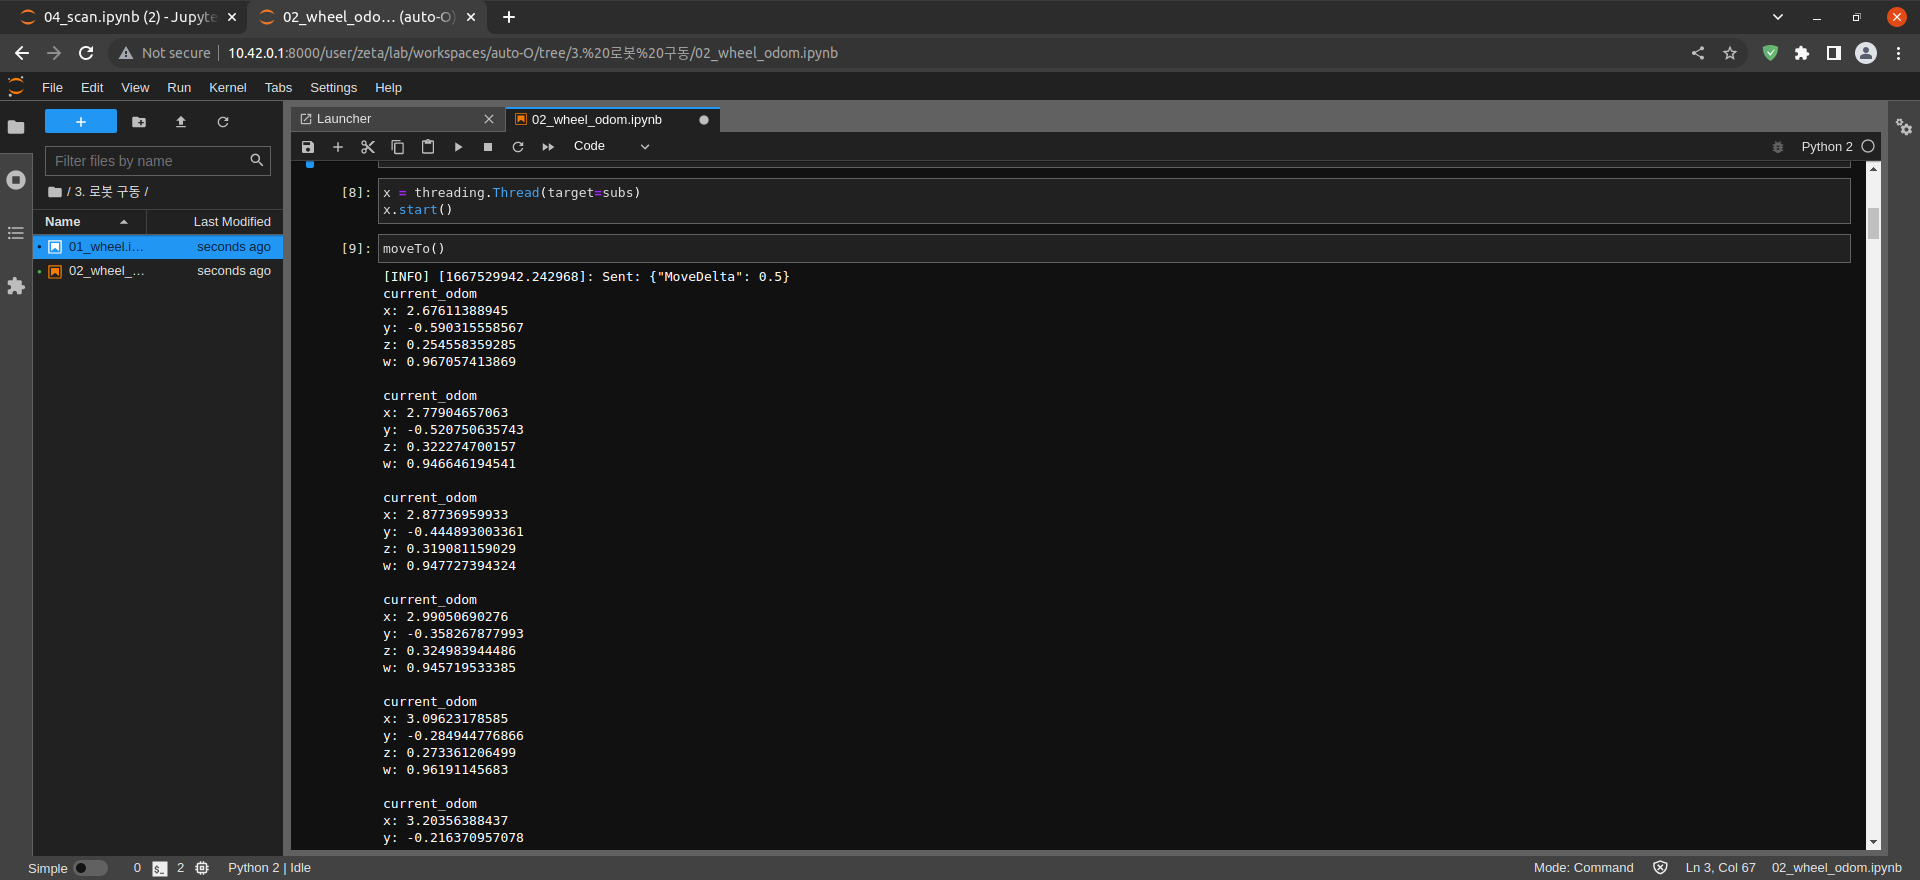 04_scan.ipynb (2) - Jupyte
02_wheel_odo… (auto-O)
Not secure
10.42.0.1:8000/user/zeta/lab/workspaces/auto-O/tree/3.%20로봇%20구동/02_wheel_odom.ipynb
File Edit View Run Kernel Tabs Settings Help
Filter files by name
/ 3. 로봇 구동 /
Name Last Modified
01_wheel.i… seconds ago
02_wheel_… seconds ago
Launcher
02_wheel_odom.ipynb
Code
Python 2
[8]: x = threading.Thread(target=subs)
x.start()
[9]: moveTo()
[INFO] [1667529942.242968]: Sent: {"MoveDelta": 0.5}
current_odom
x: 2.67611388945
y: -0.590315558567
z: 0.254558359285
w: 0.967057413869
current_odom
x: 2.77904657063
y: -0.520750635743
z: 0.322274700157
w: 0.946646194541
current_odom
x: 2.87736959933
y: -0.444893003361
z: 0.319081159029
w: 0.947727394324
current_odom
x: 2.99050690276
y: -0.358267877993
z: 0.324983944486
w: 0.945719533385
current_odom
x: 3.09623178585
y: -0.284944776866
z: 0.273361206499
w: 0.96191145683
current_odom
x: 3.20356388437
y: -0.216370957078
Simple 0 $_ 2 Python 2 | Idle
Mode: Command Ln 3, Col 67 02_wheel_odom.ipynb